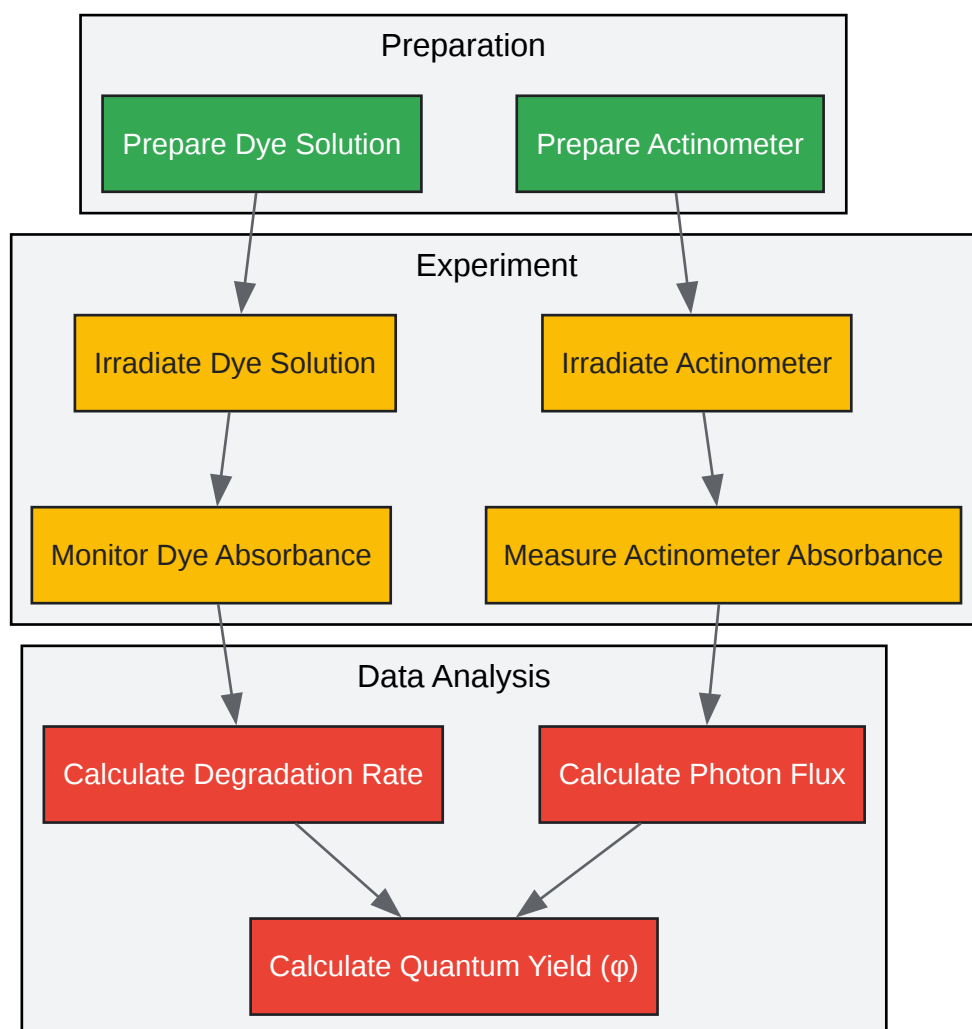 Preparation
Prepare Dye Solution
Prepare Actinometer
Experiment
Irradiate Dye Solution
Irradiate Actinometer
Monitor Dye Absorbance
Measure Actinometer Absorbance
Data Analysis
Calculate Degradation Rate
Calculate Photon Flux
Calculate Quantum Yield (φ)